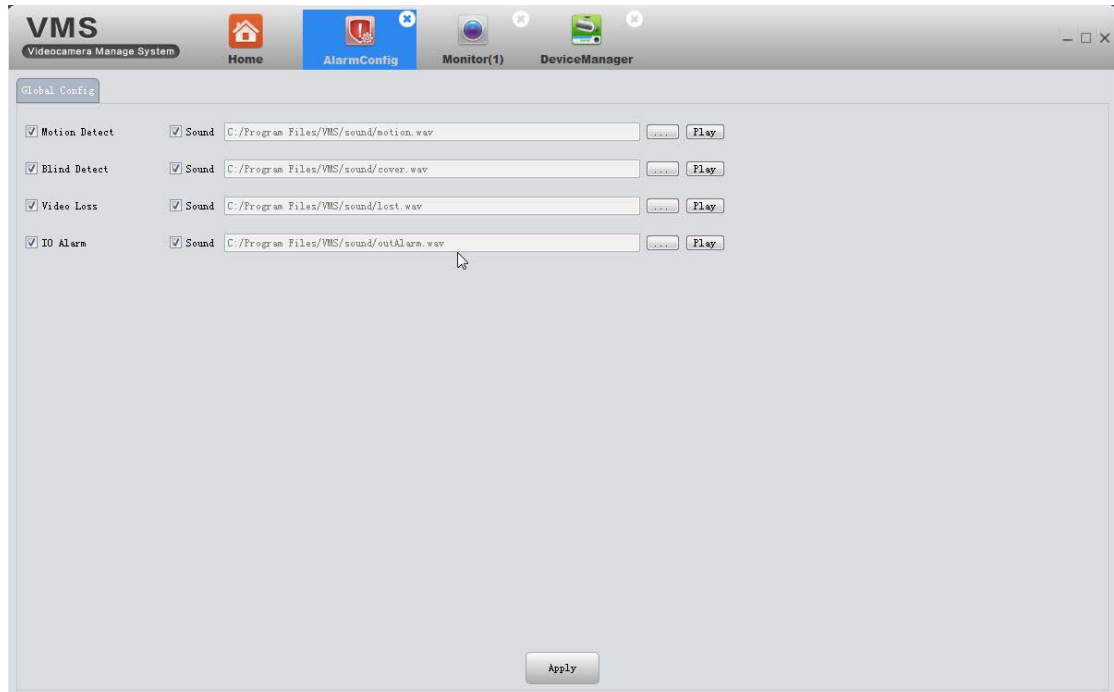 VMS
Videocamera Manage System
Home
AlarmConfig
Monitor(1)
DeviceManager
Global Config
Motion Detect Sound C:/Program Files/VMS/sound/motion.wav ... Play
Blind Detect Sound C:/Program Files/VMS/sound/cover.wav ... Play
Video Loss Sound C:/Program Files/VMS/sound/lost.wav ... Play
IO Alarm Sound C:/Program Files/VMS/sound/outAlarm.wav ... Play
Apply